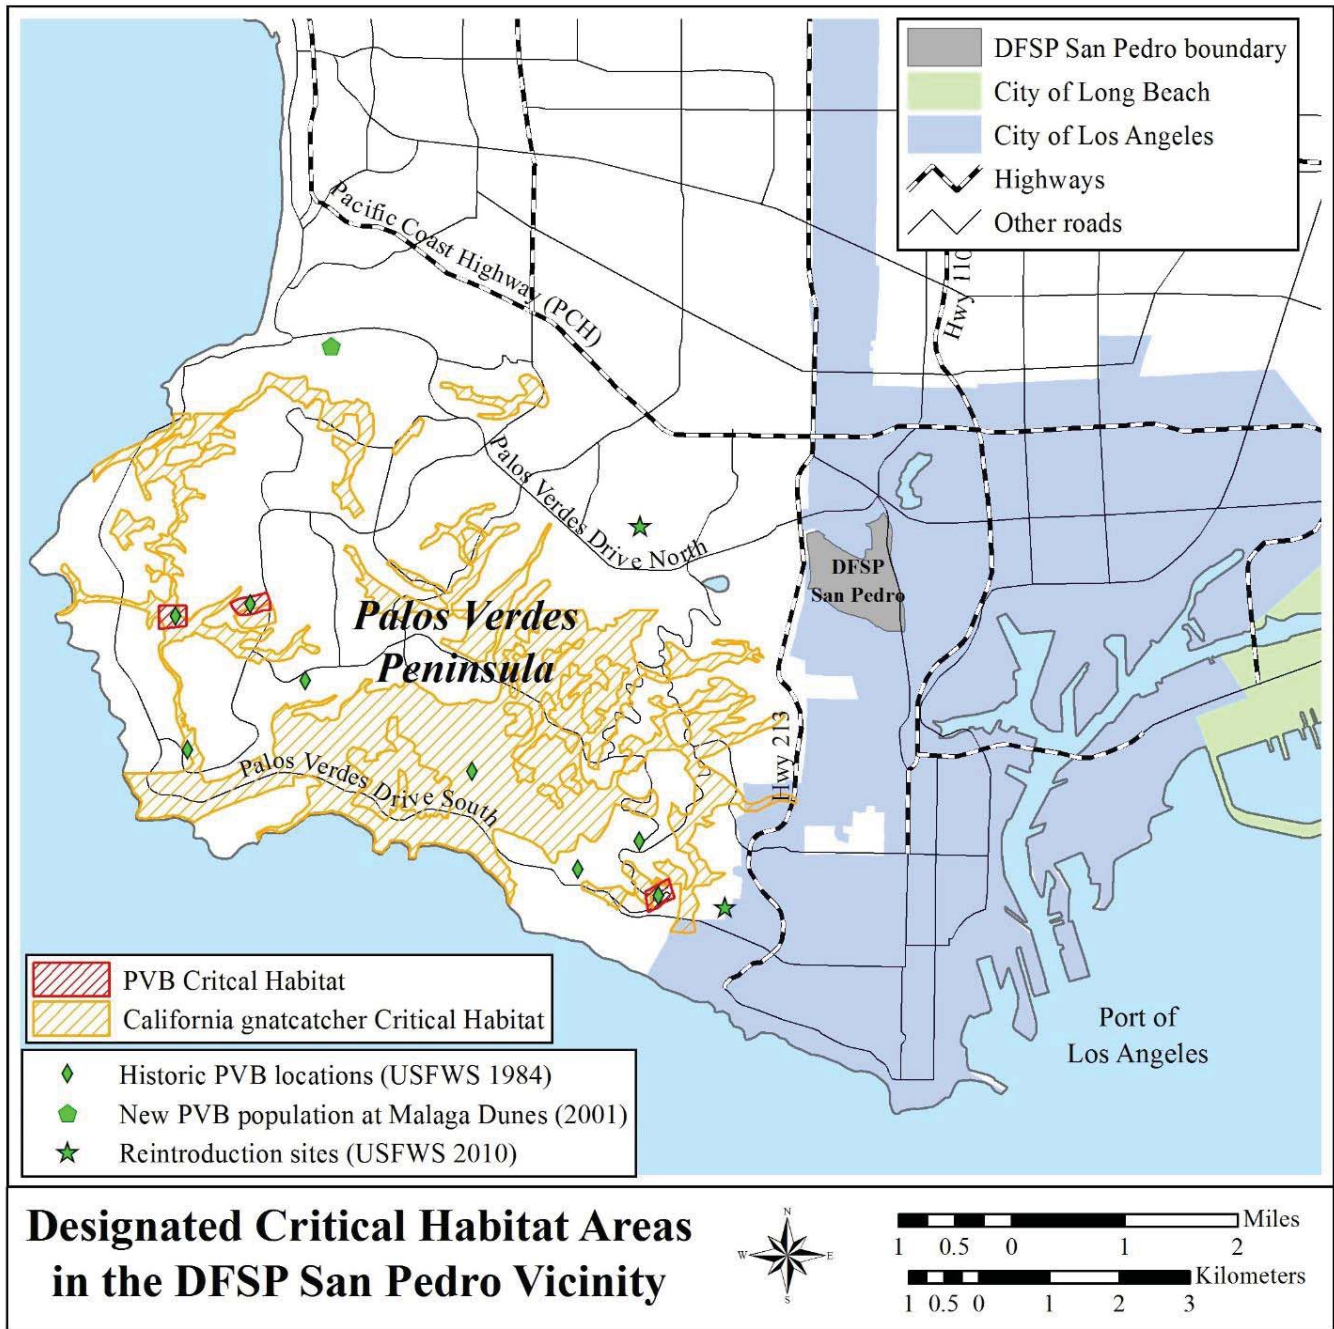 DFSP San Pedro boundary
City of Long Beach
City of Los Angeles
Highways
Other roads
Pacific Coast Highway (PCH)
Hwy 110
Palos Verdes Drive North
DFSP
San Pedro
Palos Verdes
Peninsula
Hwy 213
Palos Verdes Drive South
PVB Critcal Habitat
California gnatcatcher Critical Habitat
Port of
Los Angeles
Historic PVB locations (USFWS 1984)
New PVB population at Malaga Dunes (2001)
Reintroduction sites (USFWS 2010)
Designated Critical Habitat Areas
in the DFSP San Pedro Vicinity
N
W E
S
Miles
1 0.5 0 1 2
Kilometers
1 0.5 0 1 2 3